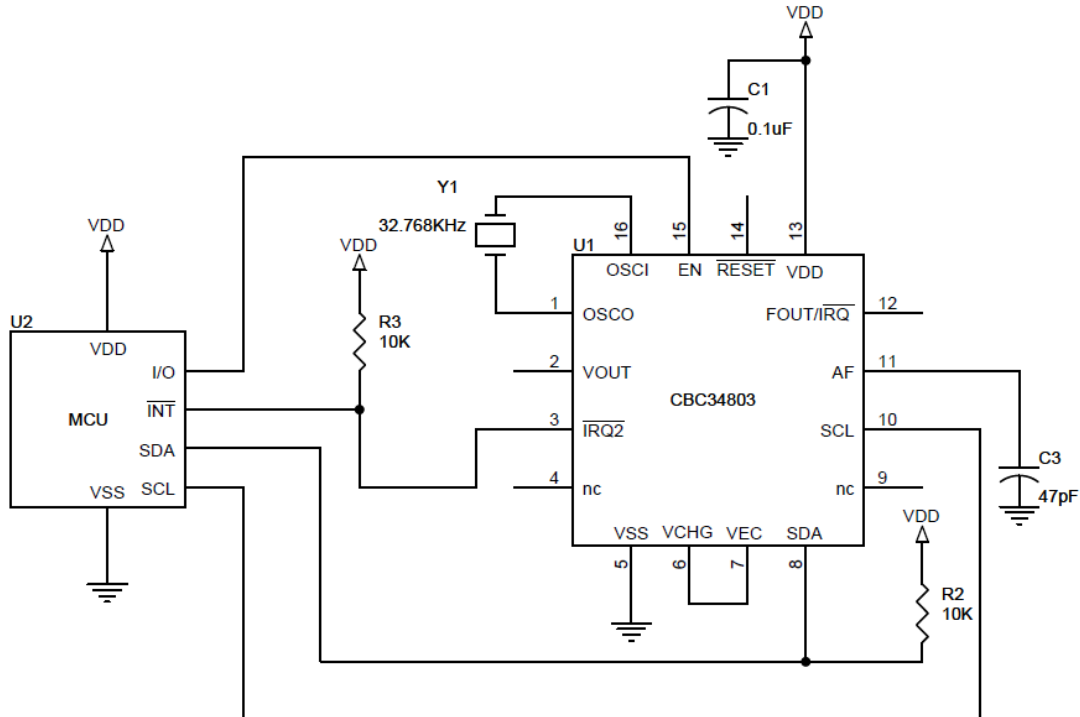 VDD
C1
0.1uF
Y1
32.768KHz
VDD
VDD
U1
16
15
14
13
OSCI
EN
RESET
VDD
U2
R3
10K
1
OSCO
FOUT/IRQ
12
VDD
I/O
2
VOUT
AF
11
CBC34803
INT
MCU
3
IRQ2
SCL
10
SDA
C3
47pF
VSS
SCL
4
nc
nc
9
VDD
VSS
VCHG
VEC
SDA
5
6
7
8
R2
10K